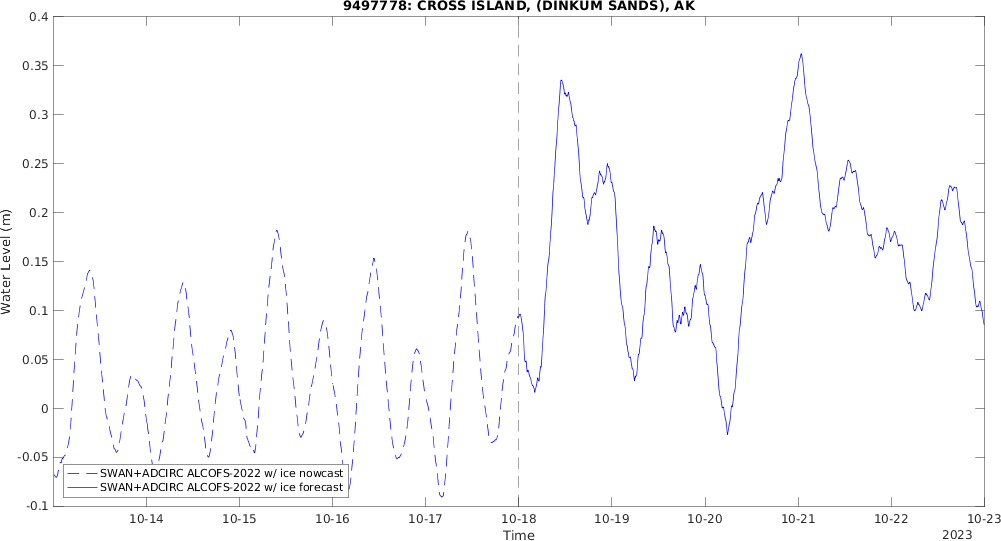 9497778: CROSS ISLAND, (DINKUM SANDS), AK
0.4
0.35
0.3
0.25
0.2
0.15
0.1
0.05
0
-0.05
-0.1
Water Level (m)
SWAN+ADCIRC ALCOFS-2022 w/ ice nowcast
SWAN+ADCIRC ALCOFS-2022 w/ ice forecast
10-14 10-15 10-16 10-17 10-18 10-19 10-20 10-21 10-22 10-23
Time
2023